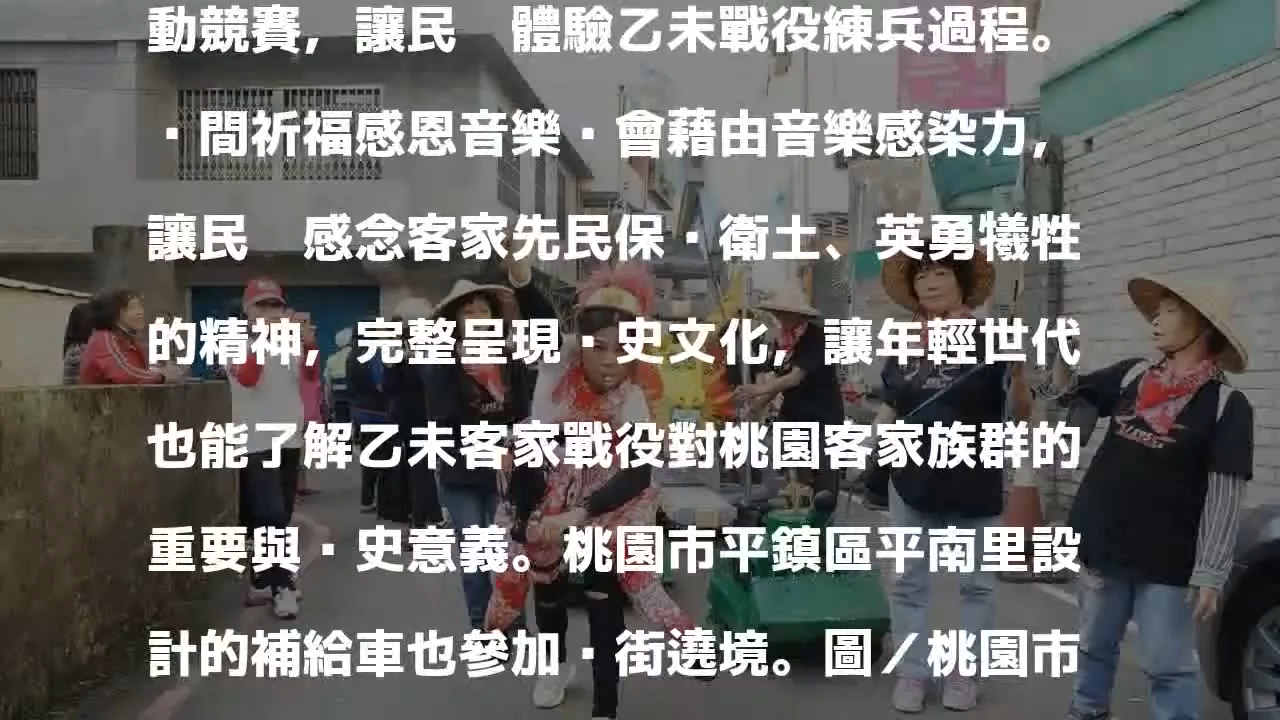 動競賽，讓民　體驗乙未戰役練兵過程。
·間祈福感恩音樂·會藉由音樂感染力，
讓民　感念客家先民保·衛土、英勇犧牲
的精神，完整呈現·史文化，讓年輕世代
也能了解乙未客家戰役對桃園客家族群的
重要與·史意義。桃園市平鎮區平南里設
計的補給車也參加·街遶境。圖／桃園市